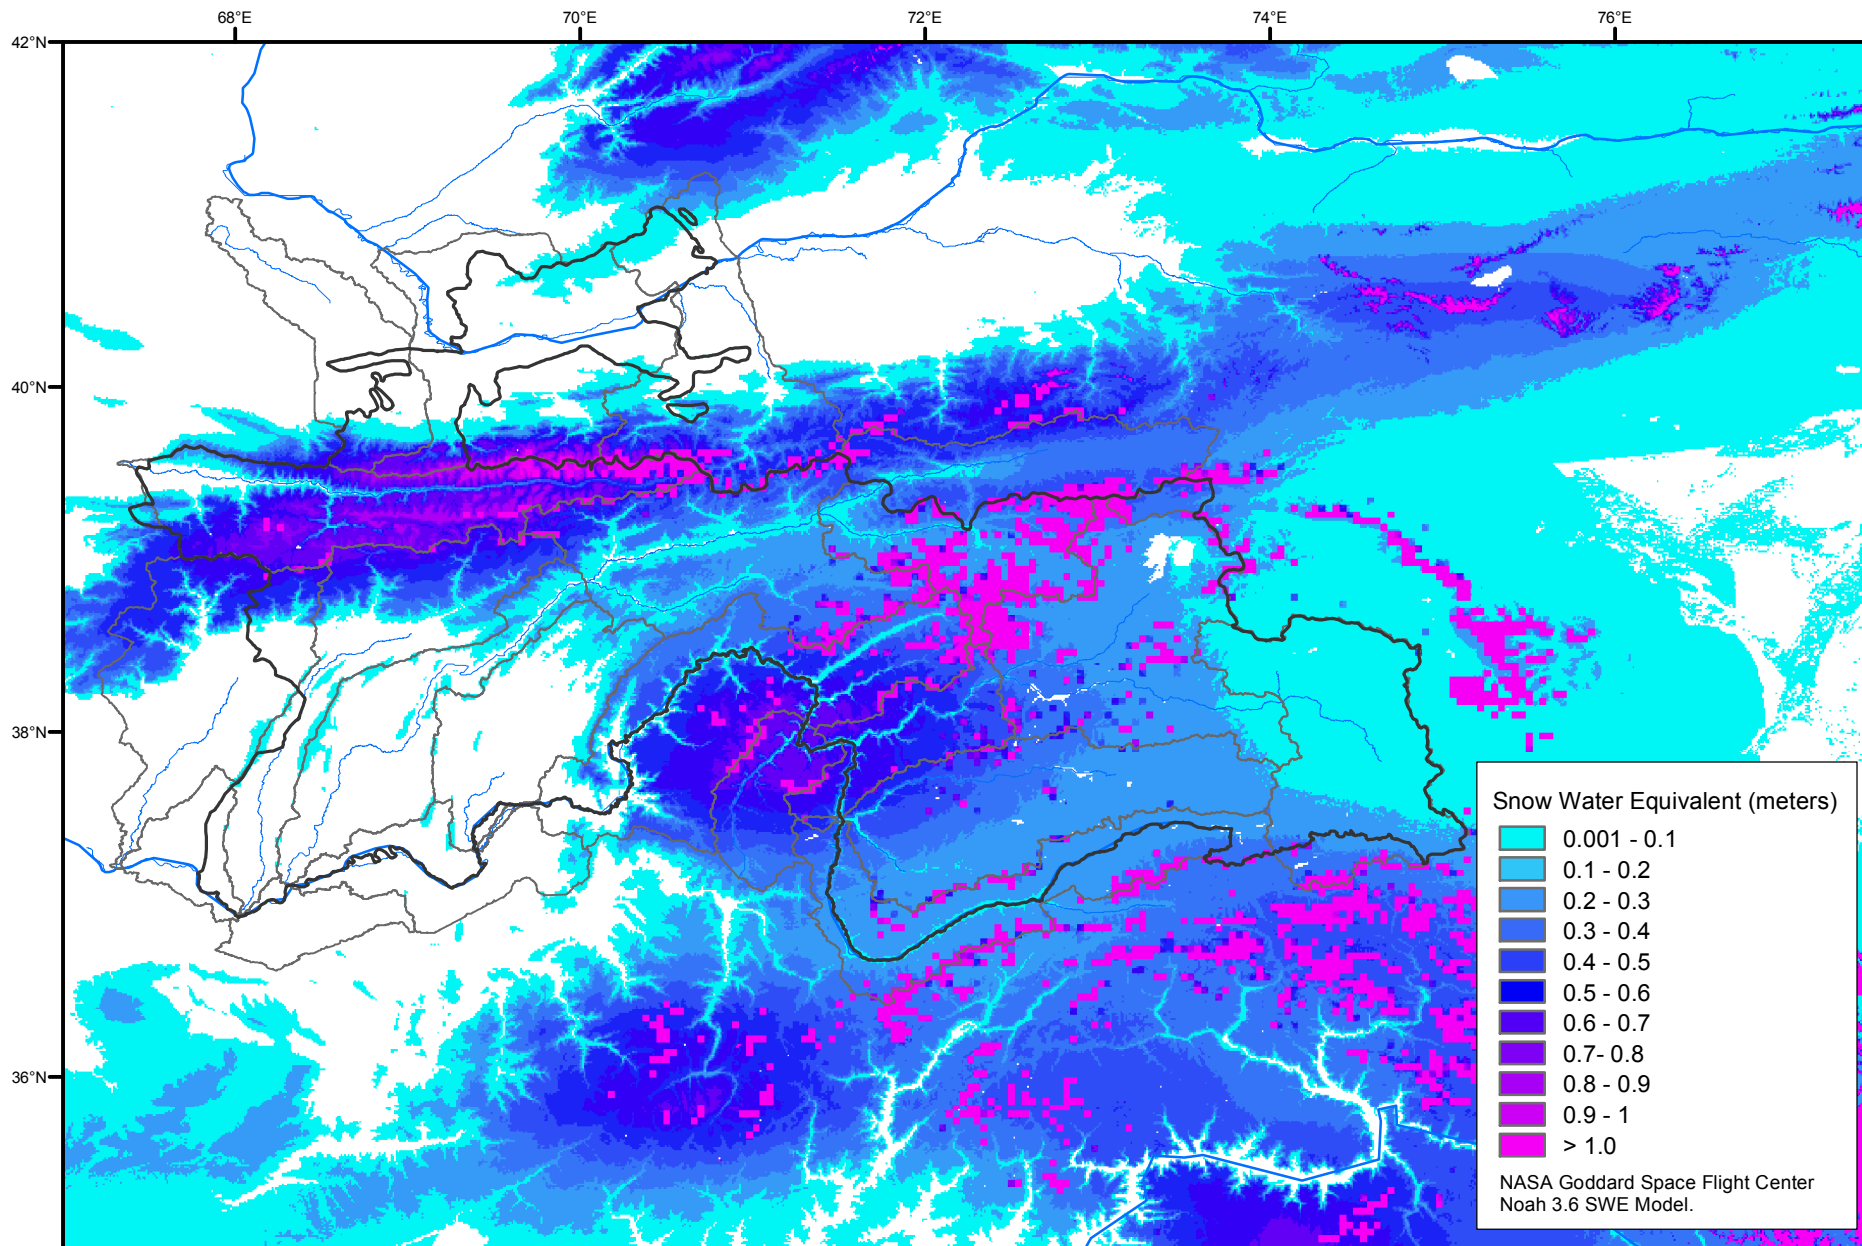 68°E 70°E 72°E 74°E 76°E
42°N
40°N
38°N
36°N
Snow Water Equivalent (meters)
0.001 - 0.1
0.1 - 0.2
0.2 - 0.3
0.3 - 0.4
0.4 - 0.5
0.5 - 0.6
0.6 - 0.7
0.7- 0.8
0.8 - 0.9
0.9 - 1
> 1.0
NASA Goddard Space Flight Center
Noah 3.6 SWE Model.